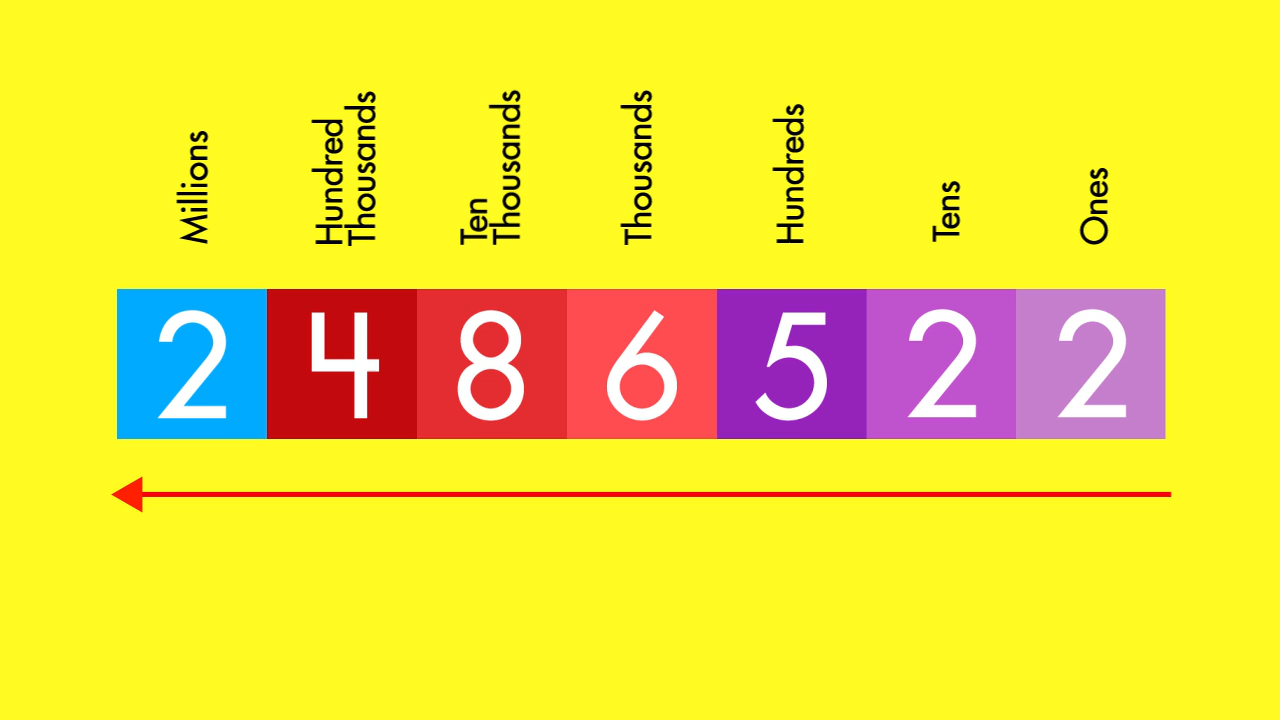 Millions
Hundred
Thousands
Ten
Thousands
Thousands
Hundreds
Tens
Ones
2 4 8 6 5 2 2